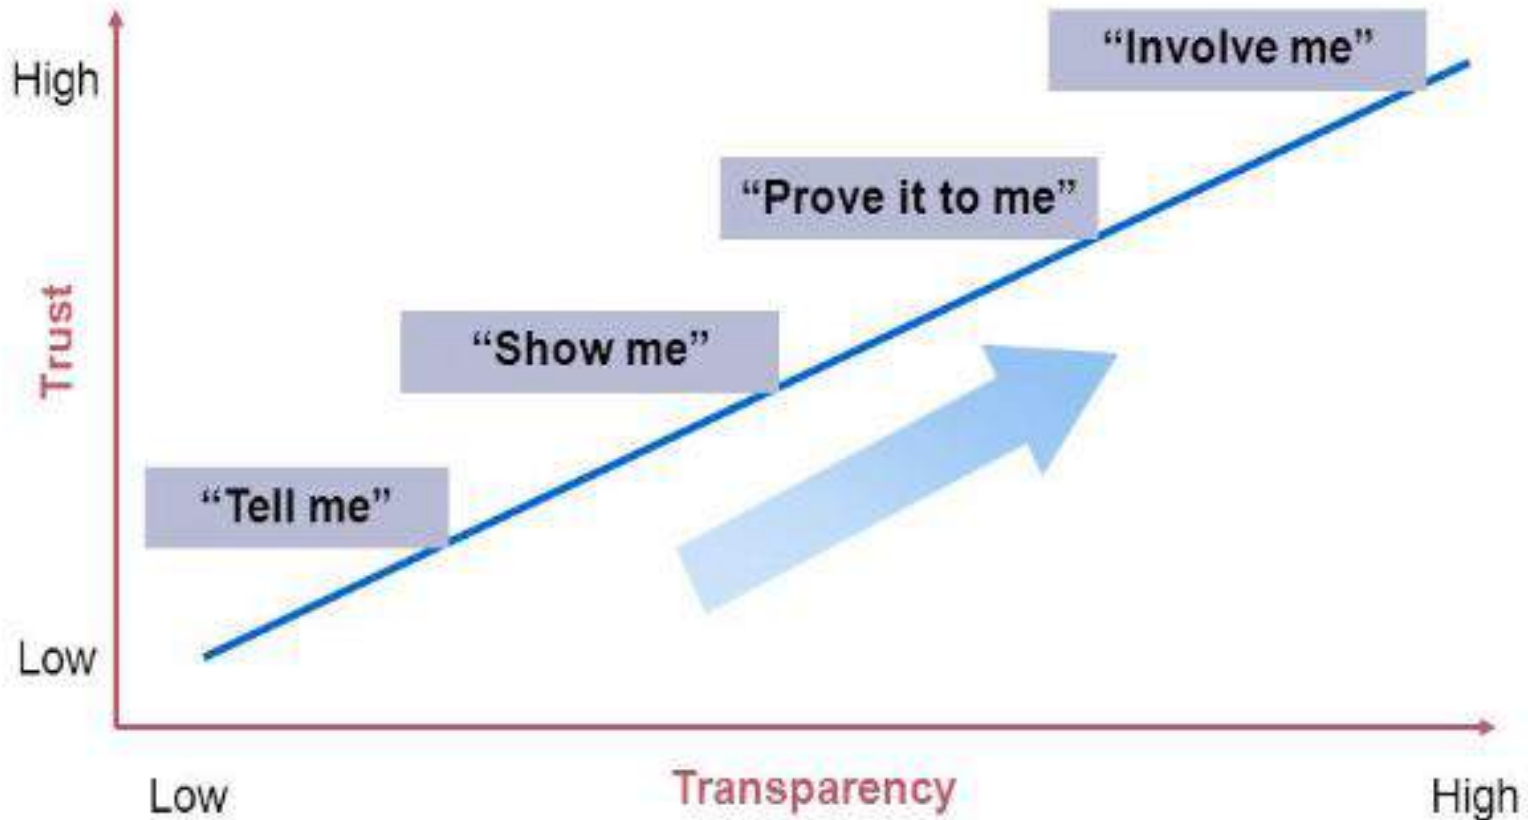 “Involve me”
High
“Prove it to me”
Trust
“Show me”
“Tell me”
Low
Low
Transparency
High